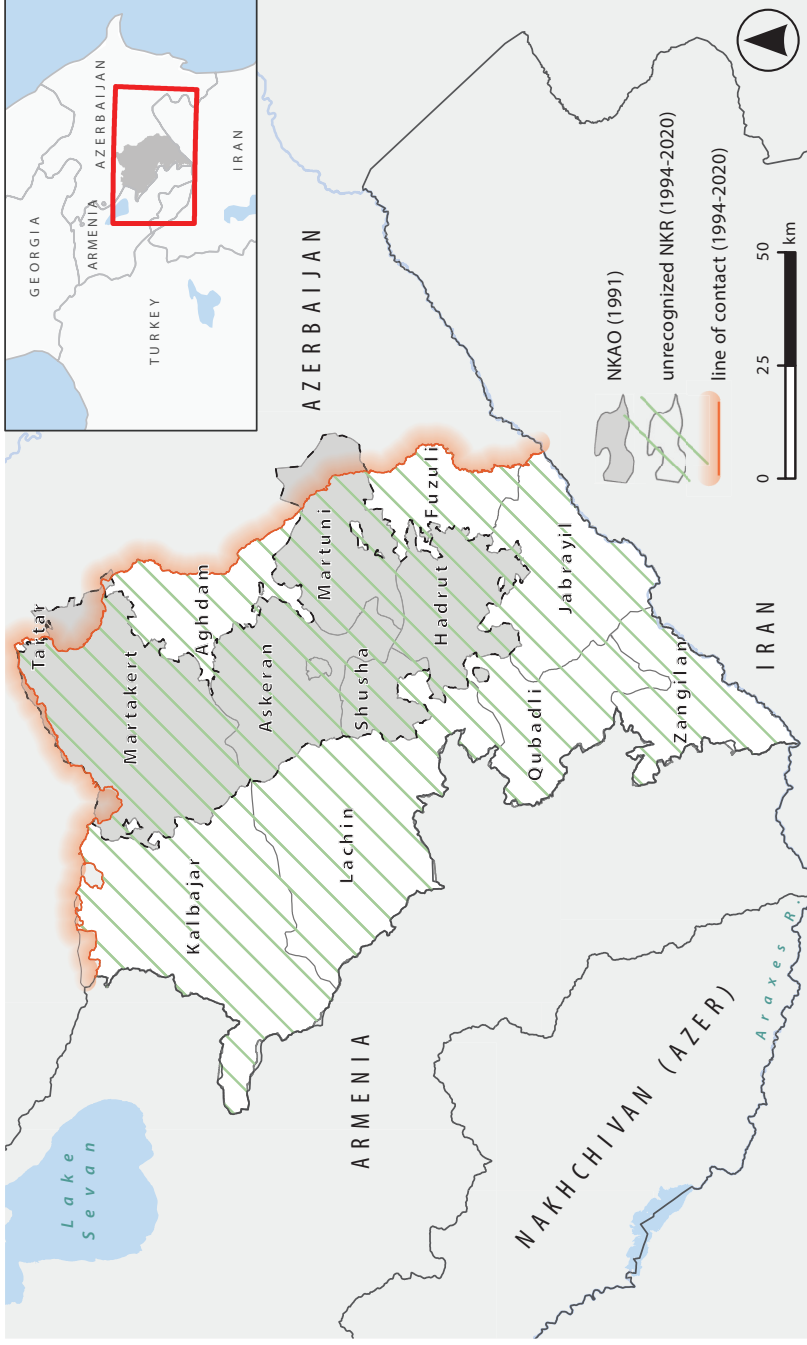 GEORGIA
ARMENIA
AZERBAIJAN
TURKEY
IRAN
Lake
Sevan
Tartar
Martakert
Kalbajar
Aghdam
Askeran
AZERBAIJAN
Martuni
Lachin
Shusha
ARMENIA
Fuzuli
Hadrut
Qubadli
Jabrayil
NAKHCHIVAN (AZER)
Zangilan
IRAN
Araxes R.
NKAO (1991)
unrecognized NKR (1994-2020)
line of contact (1994-2020)
0 25 50
km